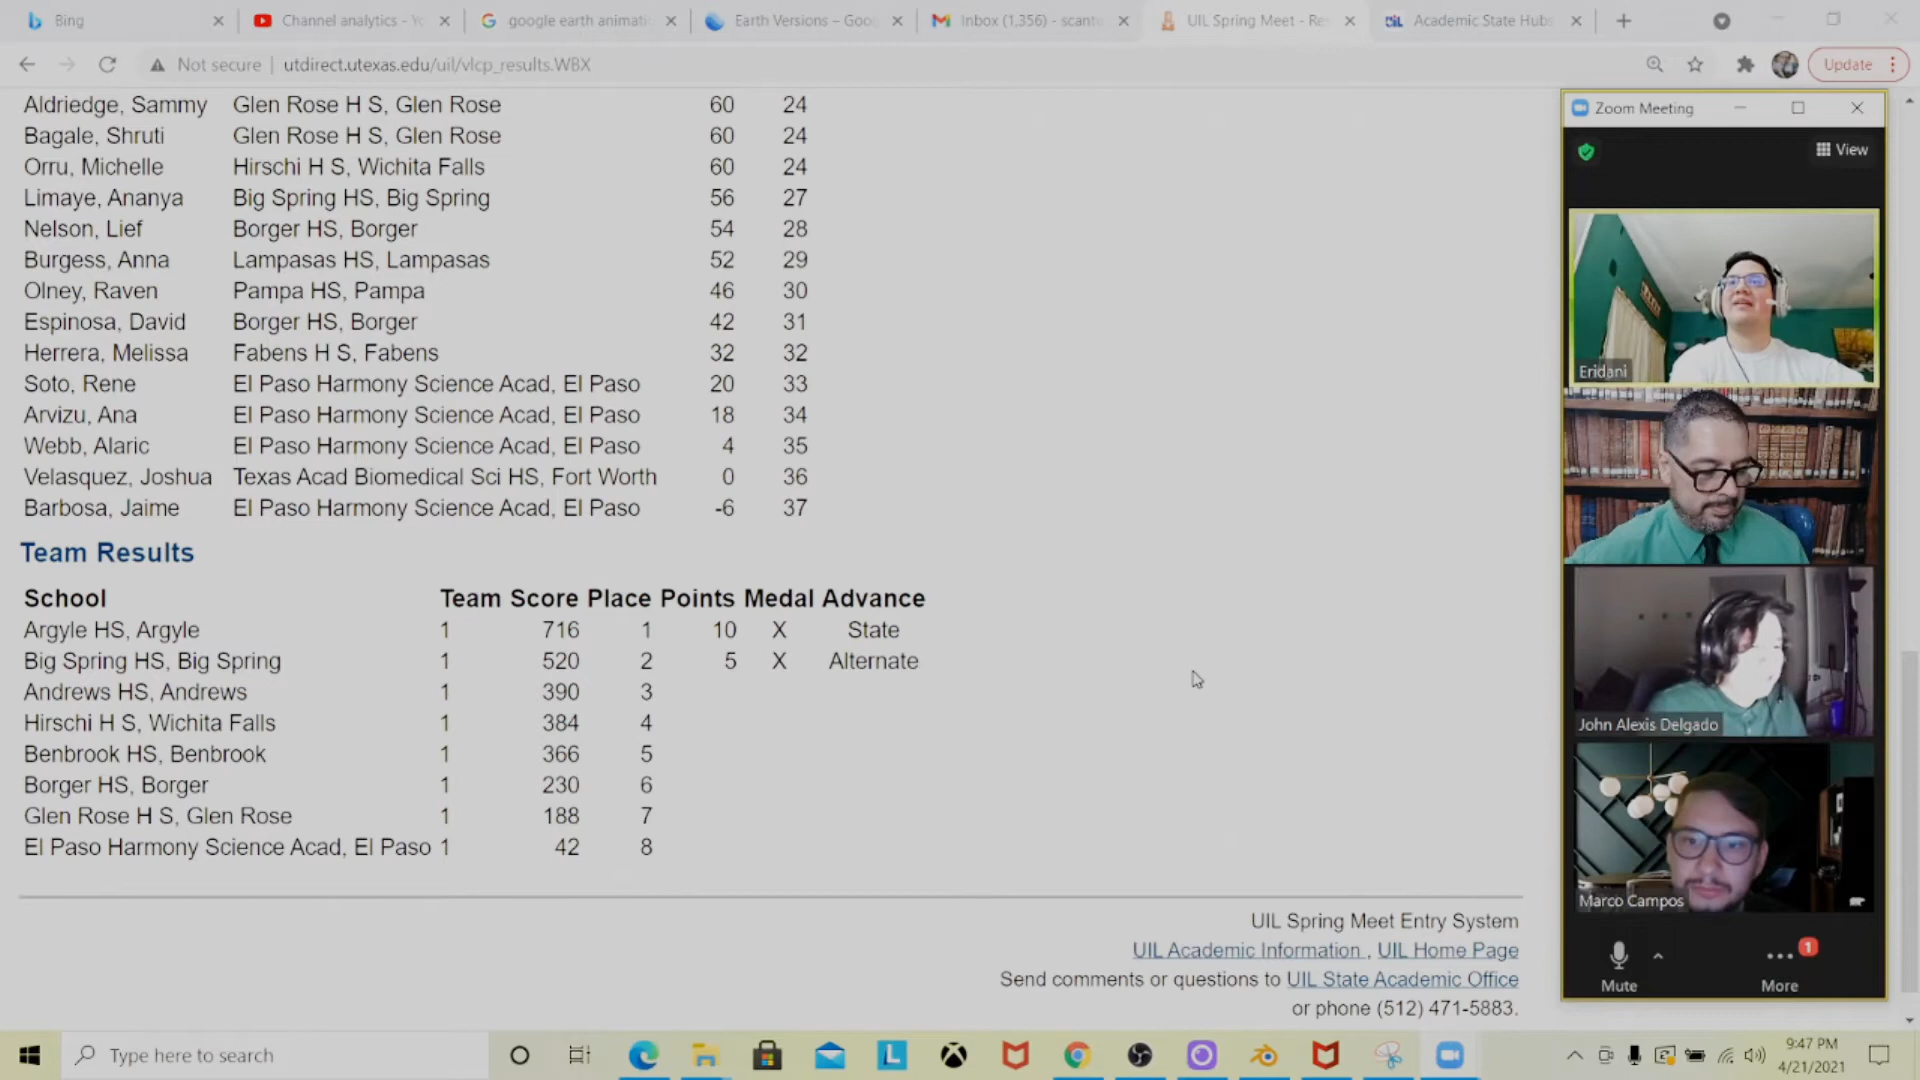 Bing
Channel analytics - Yo
google earth animati
Earth Versions – Goo
Inbox (1,356) - scante
UIL Spring Meet - Res
UIL
Academic State Hubs
Not secure | utdirect.utexas.edu/uil/vlcp_results.WBX
Update
Aldriedge, Sammy Glen Rose H S, Glen Rose 60 24
Bagale, Shruti Glen Rose H S, Glen Rose 60 24
Orru, Michelle Hirschi H S, Wichita Falls 60 24
Limaye, Ananya Big Spring HS, Big Spring 56 27
Nelson, Lief Borger HS, Borger 54 28
Burgess, Anna Lampasas HS, Lampasas 52 29
Olney, Raven Pampa HS, Pampa 46 30
Espinosa, David Borger HS, Borger 42 31
Herrera, Melissa Fabens H S, Fabens 32 32
Soto, Rene El Paso Harmony Science Acad, El Paso 20 33
Arvizu, Ana El Paso Harmony Science Acad, El Paso 18 34
Webb, Alaric El Paso Harmony Science Acad, El Paso 4 35
Velasquez, Joshua Texas Acad Biomedical Sci HS, Fort Worth 0 36
Barbosa, Jaime El Paso Harmony Science Acad, El Paso -6 37
Team Results
School Team Score Place Points Medal Advance
Argyle HS, Argyle 1 716 1 10 X State
Big Spring HS, Big Spring 1 520 2 5 X Alternate
Andrews HS, Andrews 1 390 3
Hirschi H S, Wichita Falls 1 384 4
Benbrook HS, Benbrook 1 366 5
Borger HS, Borger 1 230 6
Glen Rose H S, Glen Rose 1 188 7
El Paso Harmony Science Acad, El Paso 1 42 8
UIL Spring Meet Entry System
UIL Academic Information , UIL Home Page
Send comments or questions to UIL State Academic Office
or phone (512) 471-5883.
Zoom Meeting
View
Eridani
John Alexis Delgado
Marco Campos
1
Mute
More
Type here to search
L
9:47 PM
4/21/2021